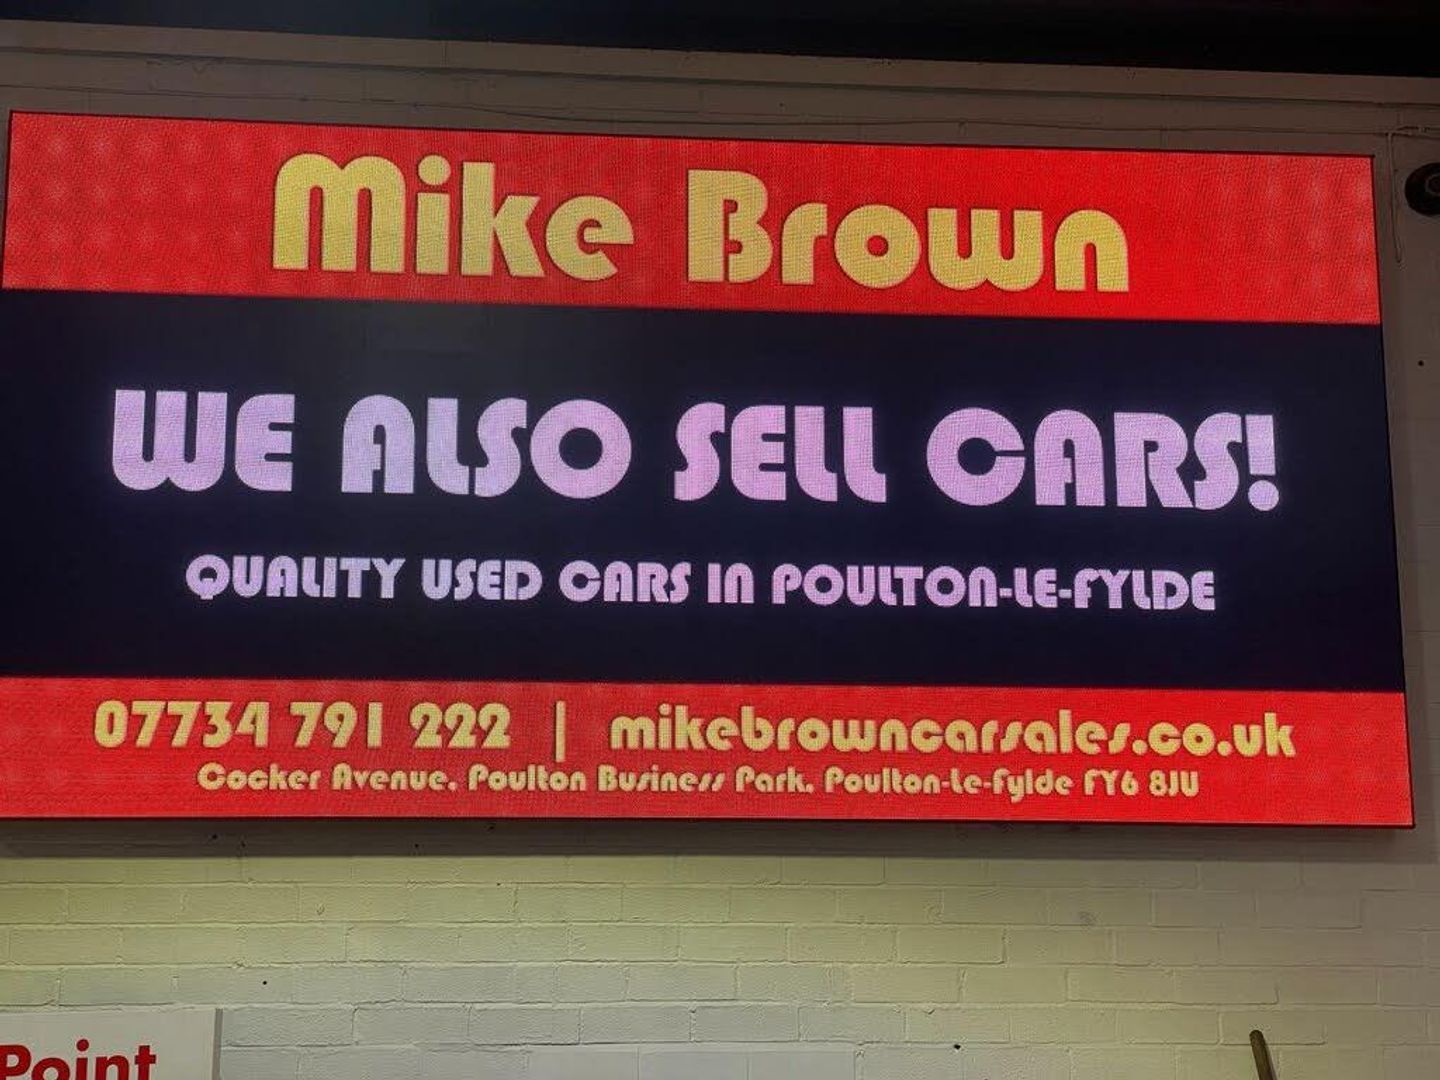 Mike Brown
WE ALSO SELL CARS!
QUALITY USED CARS IN POULTON-LE-FYLDE
07734 791 222 | mikebrowncarsales.co.uk
Cocker Avenue, Poulton Business Park, Poulton-Le-Fylde FY6 8JU
Point